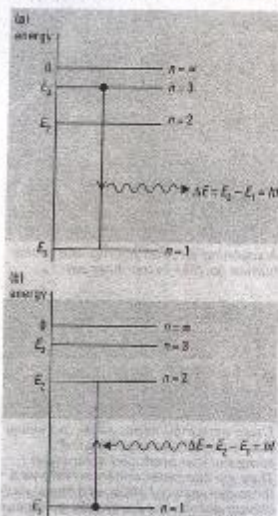 (a)
energy
0 n = ∞
E₃ n = 3
E₂ n = 2
ΔE = E₃ − E₁ = hf
E₁ n = 1
(b)
energy
0 n = ∞
E₃ n = 3
E₂ n = 2
ΔE = E₂ − E₁ = hf
E₁ n = 1